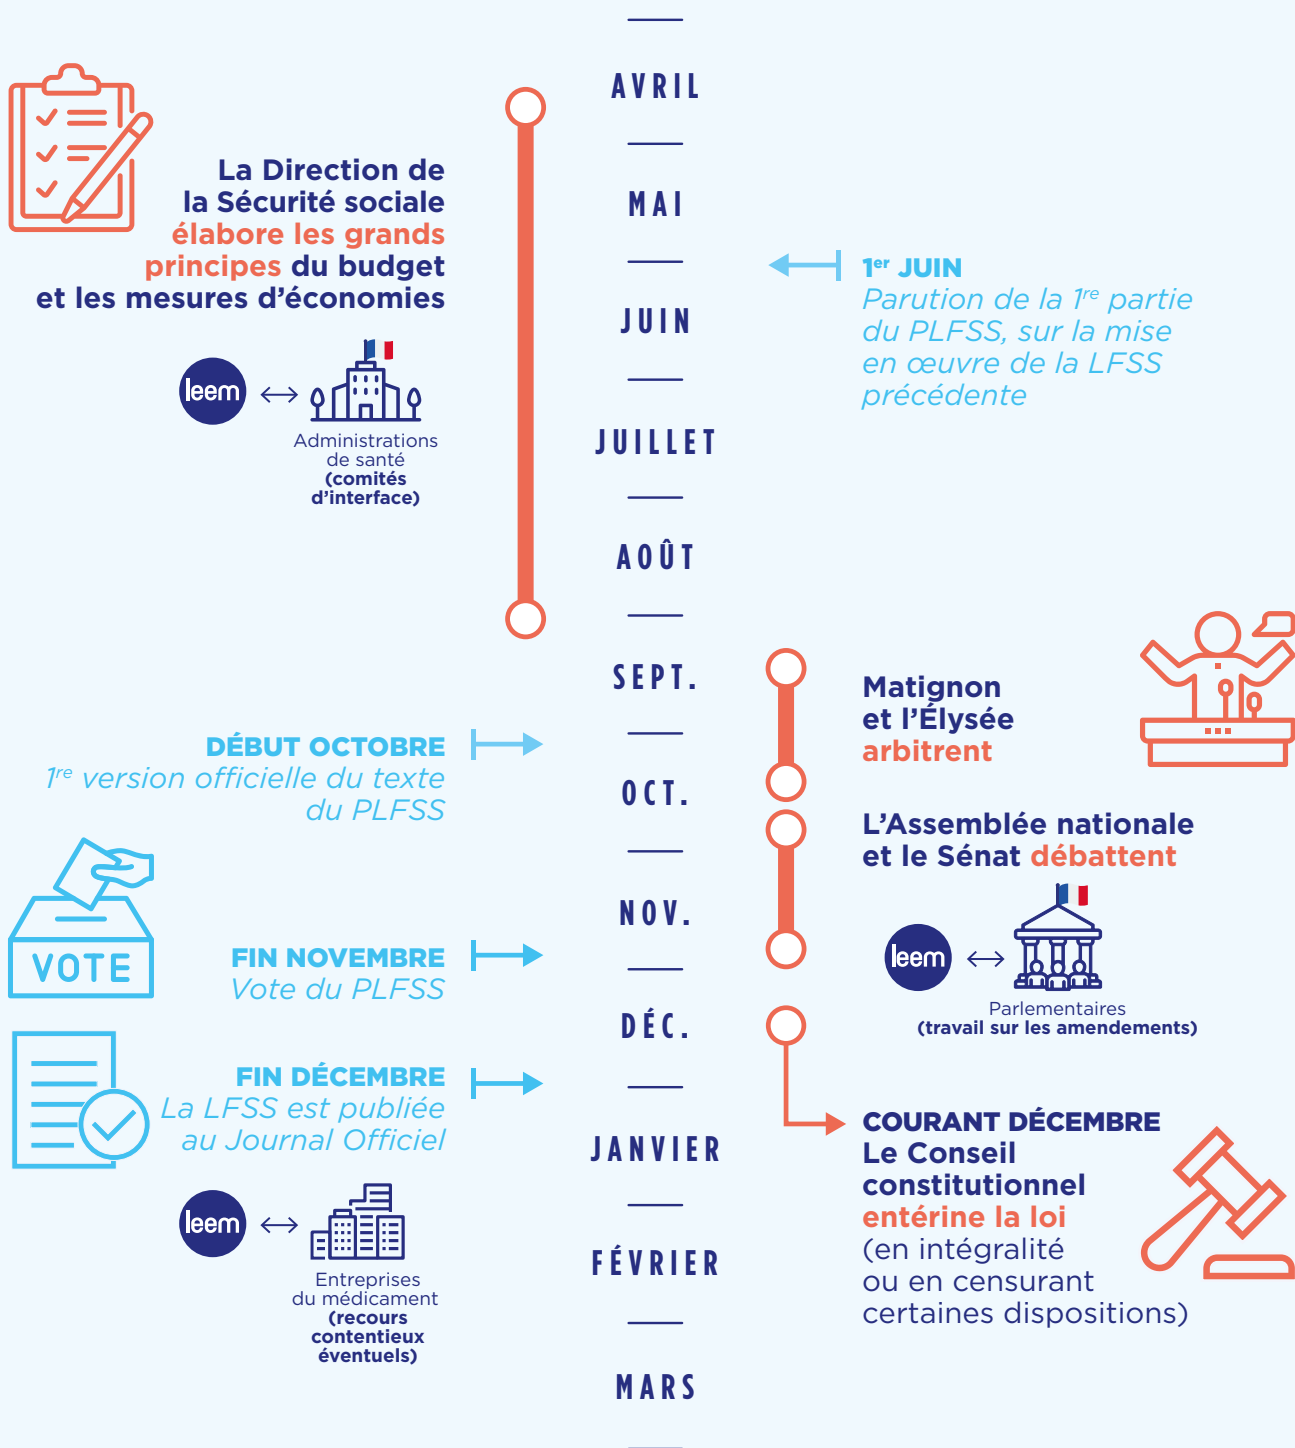 AVRIL
La Direction de
la Sécurité sociale
élabore les grands
principes du budget
et les mesures d'économies
leem
Administrations
de santé
(comités
d'interface)
MAI
1er JUIN
Parution de la 1re partie
du PLFSS, sur la mise
en œuvre de la LFSS
précédente
JUIN
JUILLET
AOÛT
SEPT.
Matignon
et l'Élysée
arbitrent
DÉBUT OCTOBRE
1re version officielle du texte
du PLFSS
OCT.
L'Assemblée nationale
et le Sénat débattent
leem
Parlementaires
(travail sur les amendements)
NOV.
VOTE
FIN NOVEMBRE
Vote du PLFSS
DÉC.
FIN DÉCEMBRE
La LFSS est publiée
au Journal Officiel
leem
Entreprises
du médicament
(recours
contentieux
éventuels)
COURANT DÉCEMBRE
Le Conseil
constitutionnel
entérine la loi
(en intégralité
ou en censurant
certaines dispositions)
JANVIER
FÉVRIER
MARS